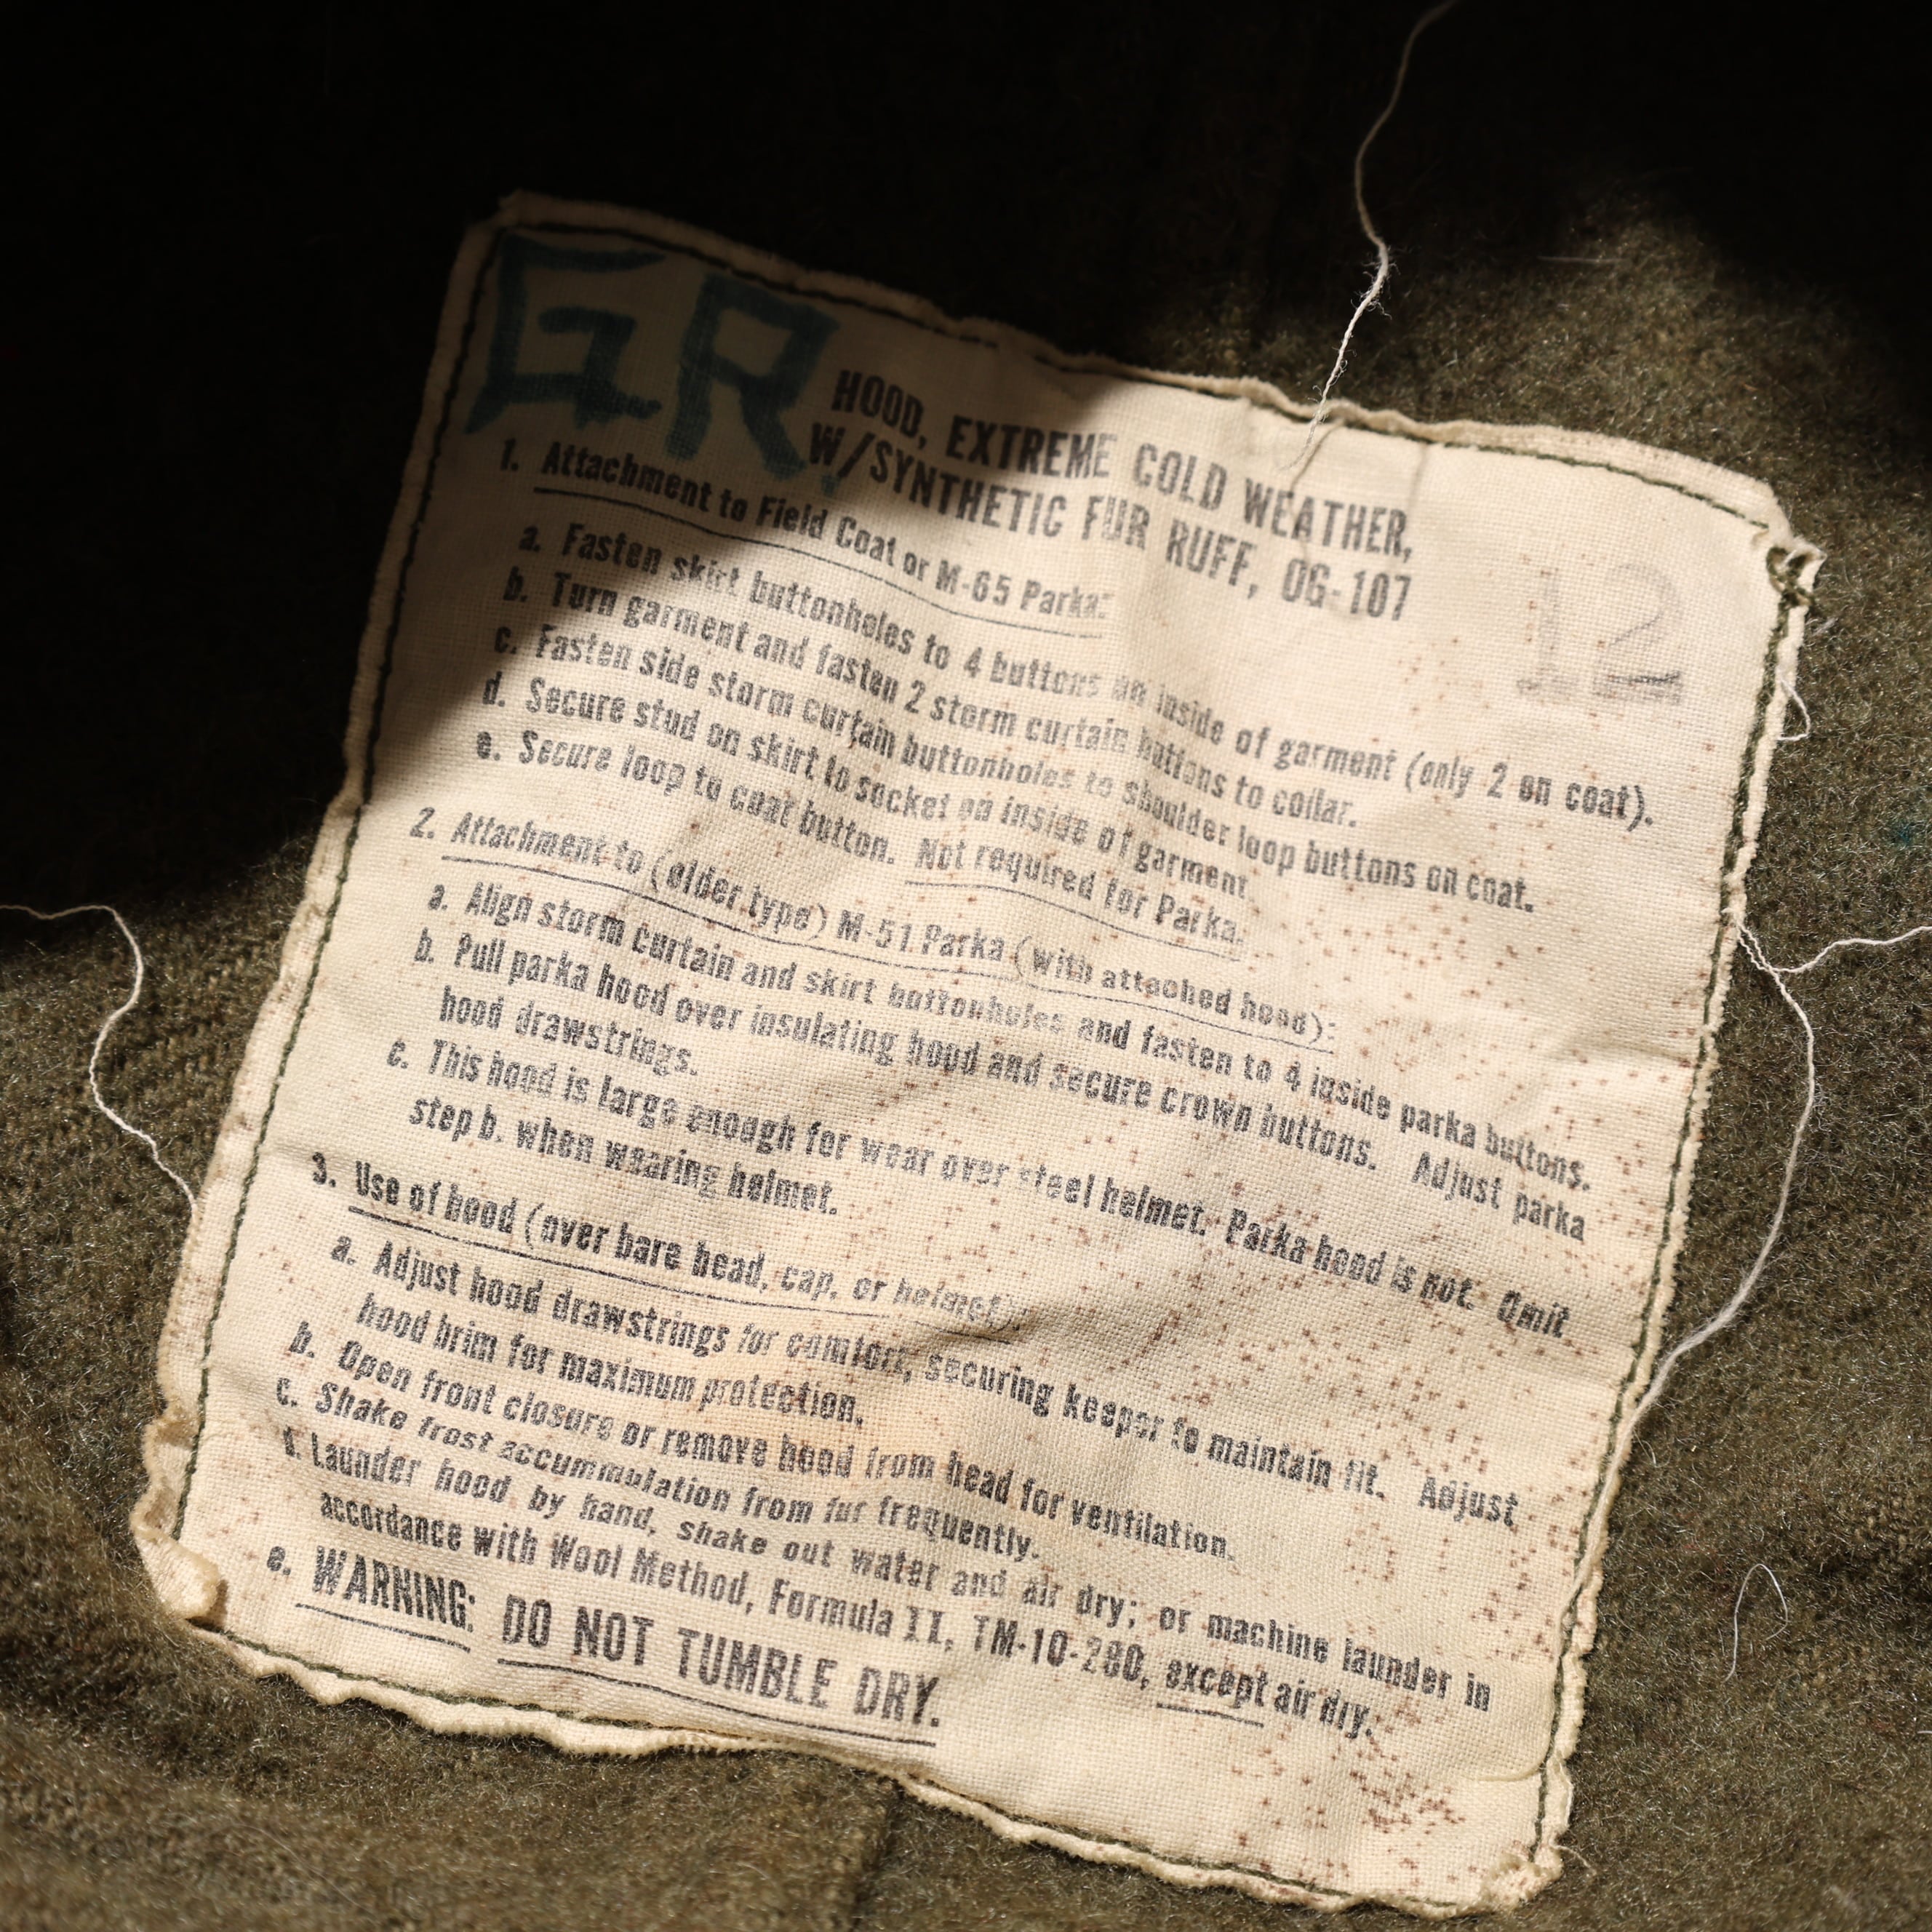 GR
HOOD, EXTREME COLD WEATHER,
W/SYNTHETIC FUR RUFF, OG-107
12
1. Attachment to Field Coat or M-65 Parka:
a. Fasten skirt buttonholes to 4 buttons on inside of garment (only 2 on coat).
b. Turn garment and fasten 2 storm curtain buttons to collar.
c. Fasten side storm curtain buttonholes to shoulder loop buttons on coat.
d. Secure stud on skirt to socket on inside of garment.
e. Secure loop to coat button. Not required for Parka.
2. Attachment to (older type) M-51 Parka (with attached hood):
a. Align storm curtain and skirt buttonholes and fasten to 4 inside parka buttons.
b. Pull parka hood over insulating hood and secure crown buttons. Adjust parka
hood drawstrings.
c. This hood is large enough for wear over steel helmet. Parka hood is not. Omit
step b. when wearing helmet.
3. Use of hood (over bare head, cap, or helmet):
a. Adjust hood drawstrings for comfort, securing keeper to maintain fit. Adjust
hood brim for maximum protection.
b. Open front closure or remove hood from head for ventilation.
c. Shake frost accummulation from fur frequently.
d. Launder hood by hand, shake out water and air dry; or machine launder in
accordance with Wool Method, Formula II, TM-10-280, except air dry.
e. WARNING: DO NOT TUMBLE DRY.